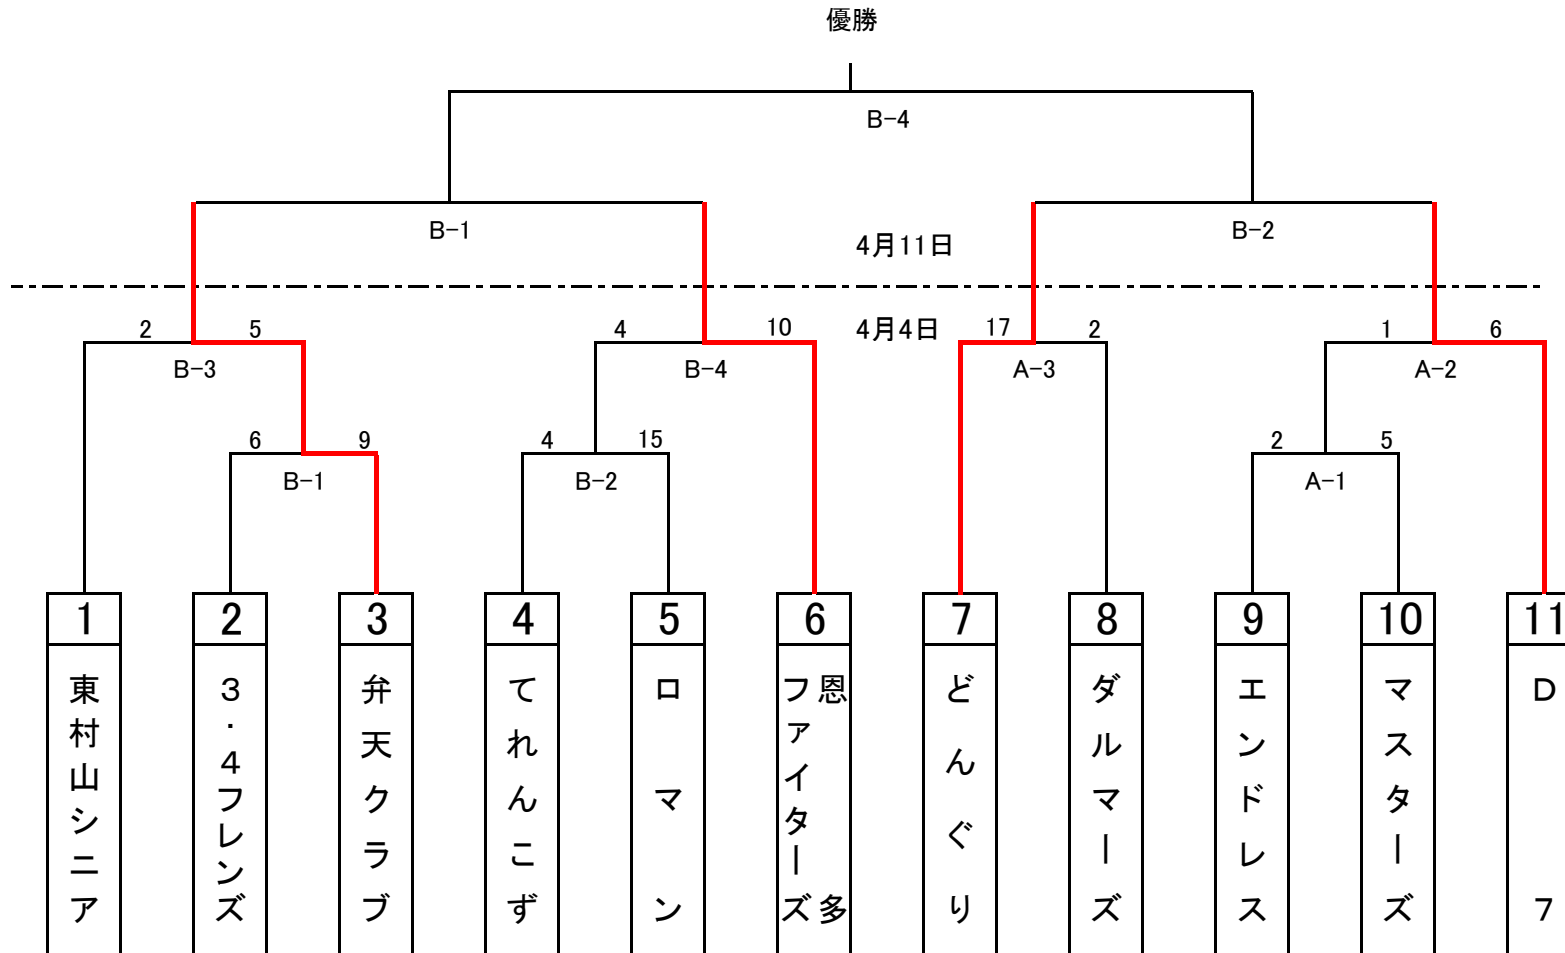 優勝
B-4
B-1
4月11日
B-2
2 5
4 10
4月4日
17 2
1 6
B-3
B-4
A-3
A-2
6 9
4 15
2 5
B-1
B-2
A-1
1 2 3 4 5 6 7 8 9 10 11
東村山シニア
3・4フレンズ
弁天クラブ
てれんこず
ロマン
恩多
ファイターズ
どんぐり
ダルマーズ
エンドレス
マスターズ
D7